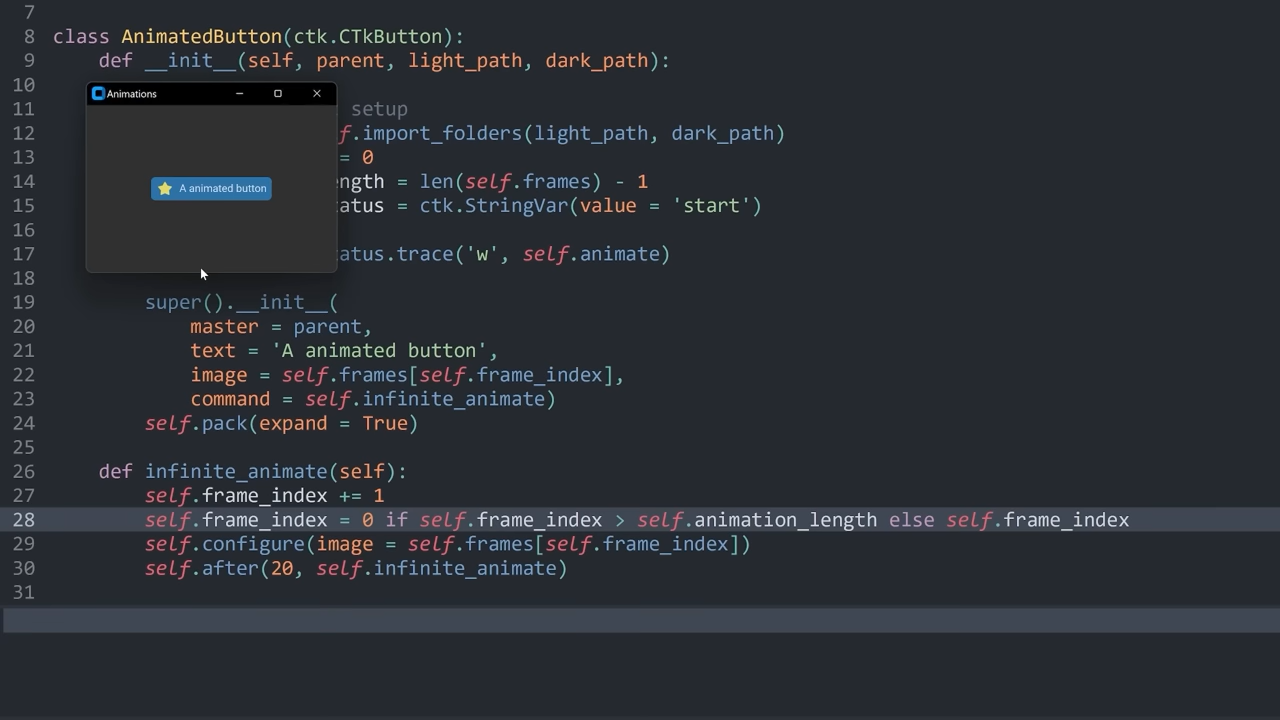 7
8 class AnimatedButton(ctk.CTkButton):
9 def __init__(self, parent, light_path, dark_path):
10
Animations
11 setup
12 f.import_folders(light_path, dark_path)
13 = 0
14 ngth = len(self.frames) - 1
A animated button
15 atus = ctk.StringVar(value = 'start')
16
17 atus.trace('w', self.animate)
18
19 super().__init__(
20 master = parent,
21 text = 'A animated button',
22 image = self.frames[self.frame_index],
23 command = self.infinite_animate)
24 self.pack(expand = True)
25
26 def infinite_animate(self):
27 self.frame_index += 1
28 self.frame_index = 0 if self.frame_index > self.animation_length else self.frame_index
29 self.configure(image = self.frames[self.frame_index])
30 self.after(20, self.infinite_animate)
31